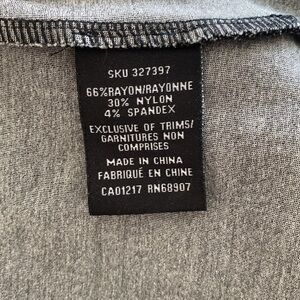 SKU 327397
66%RAYON/RAYONNE
30% NYLON
4% SPANDEX
EXCLUSIVE OF TRIMS/
GARNITURES NON
COMPRISES
MADE IN CHINA
FABRIQUÉ EN CHINE
CA01217 RN68907